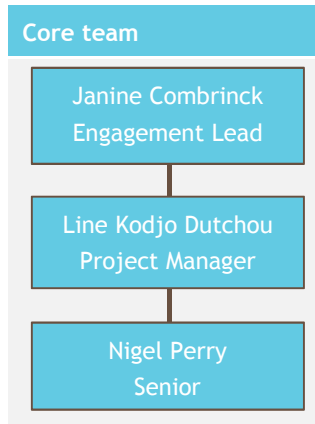 Core team
Janine Combrinck
Engagement Lead
Line Kodjo Dutchou
Project Manager
Nigel Perry
Senior